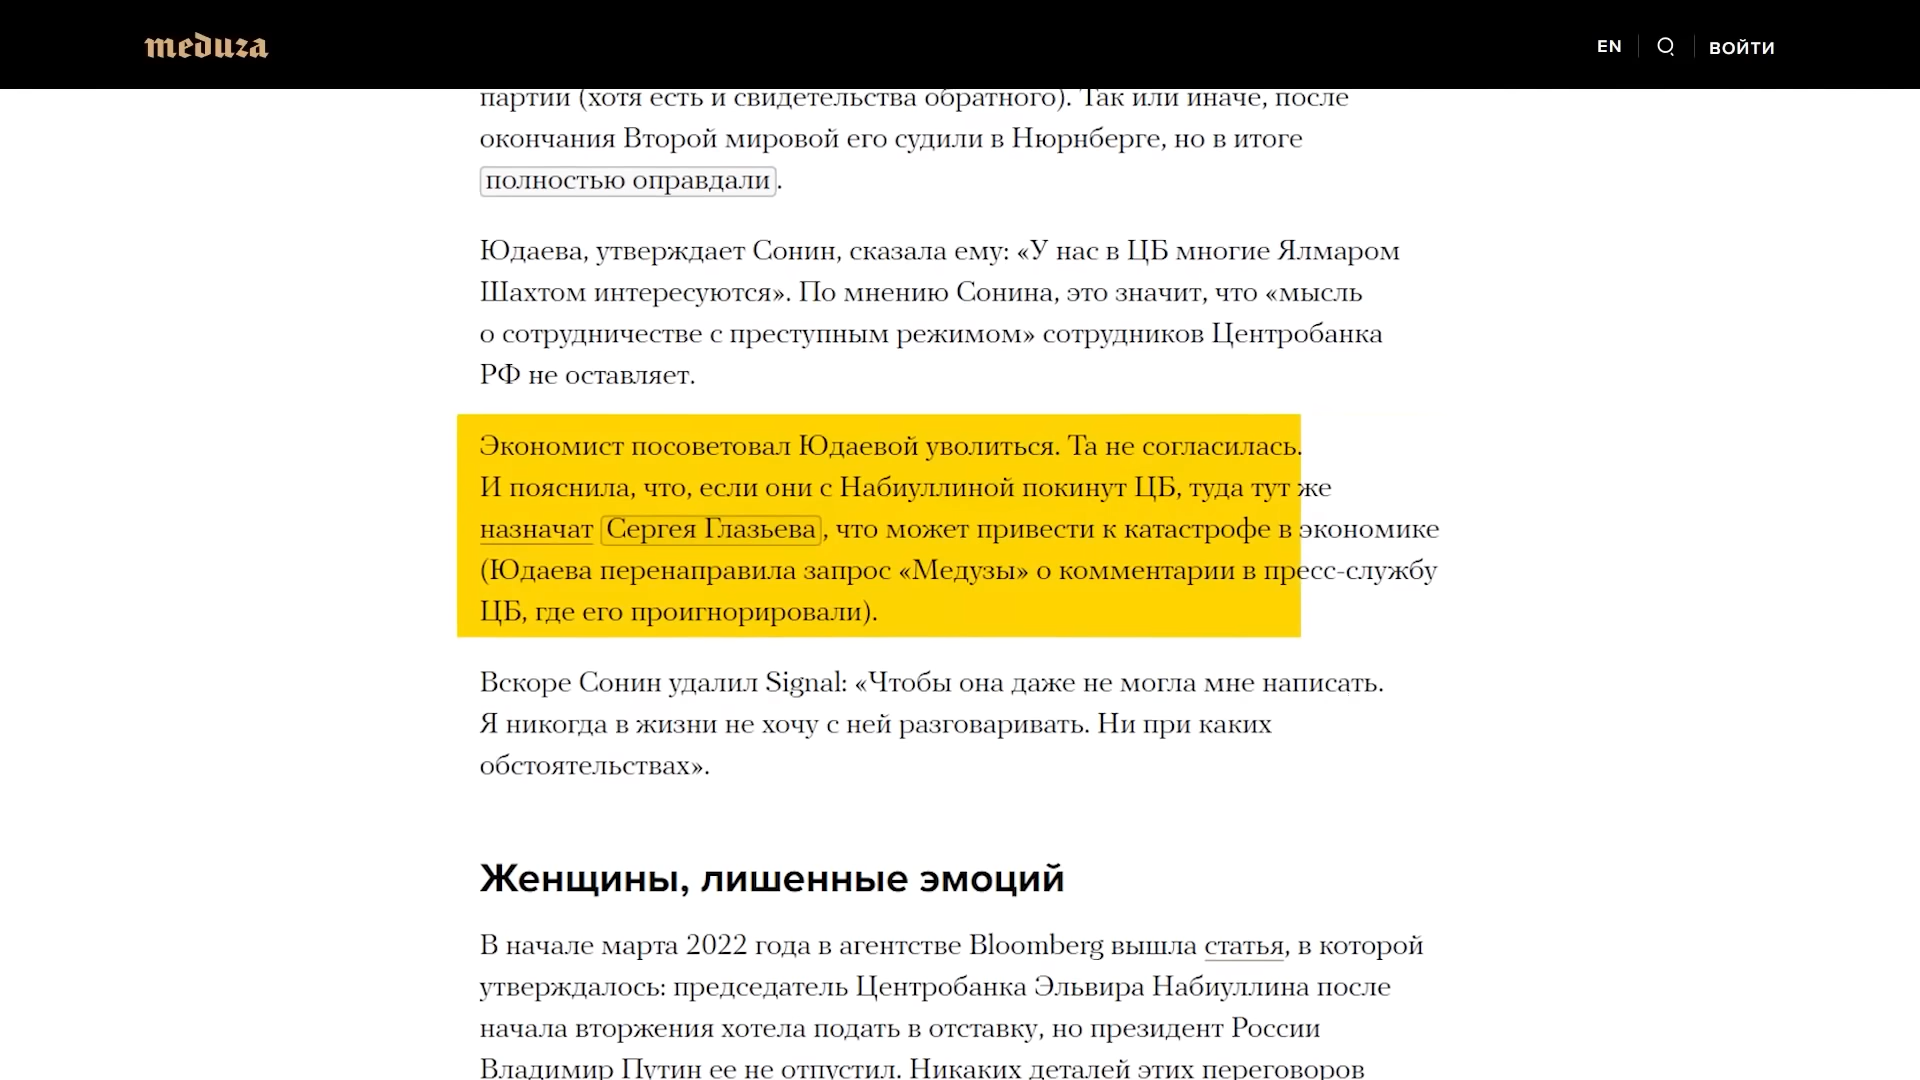 meduza
EN
ВОЙТИ
партии (хотя есть и свидетельства обратного). Так или иначе, после
окончания Второй мировой его судили в Нюрнберге, но в итоге
полностью оправдали.
Юдаева, утверждает Сонин, сказала ему: «У нас в ЦБ многие Ялмаром
Шахтом интересуются». По мнению Сонина, это значит, что «мысль
о сотрудничестве с преступным режимом» сотрудников Центробанка
РФ не оставляет.
Экономист посоветовал Юдаевой уволиться. Та не согласилась.
И пояснила, что, если они с Набиуллиной покинут ЦБ, туда тут же
назначат Сергея Глазьева, что может привести к катастрофе в экономике
(Юдаева перенаправила запрос «Медузы» о комментарии в пресс-службу
ЦБ, где его проигнорировали).
Вскоре Сонин удалил Signal: «Чтобы она даже не могла мне написать.
Я никогда в жизни не хочу с ней разговаривать. Ни при каких
обстоятельствах».
Женщины, лишенные эмоций
В начале марта 2022 года в агентстве Bloomberg вышла статья, в которой
утверждалось: председатель Центробанка Эльвира Набиуллина после
начала вторжения хотела подать в отставку, но президент России
Владимир Путин ее не отпустил. Никаких деталей этих переговоров